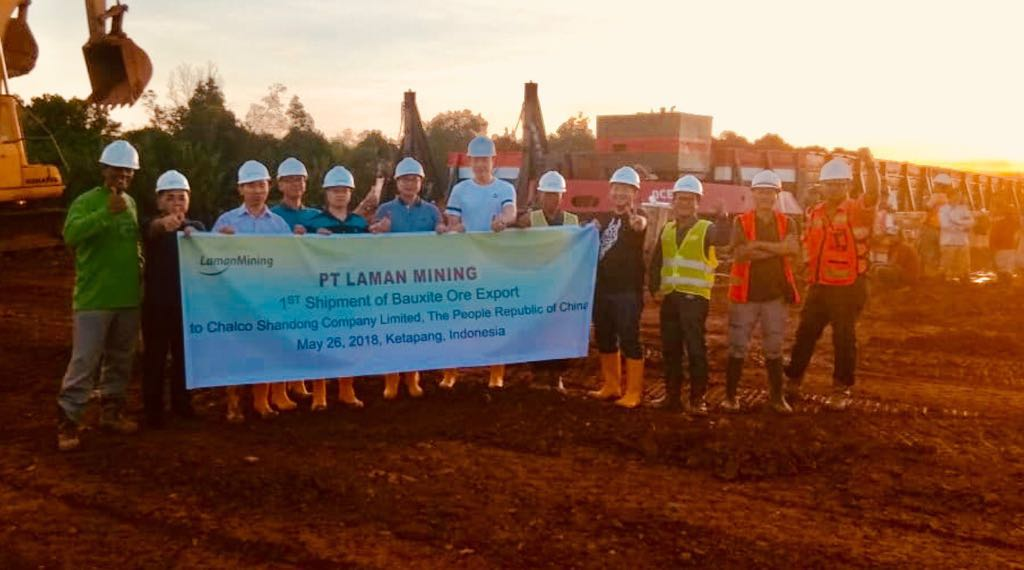 LamanMining
PT LAMAN MINING
1ST Shipment of Bauxite Ore Export
to Chalco Shandong Company Limited, The People Republic of China
May 26, 2018, Ketapang, Indonesia
KOMATSU